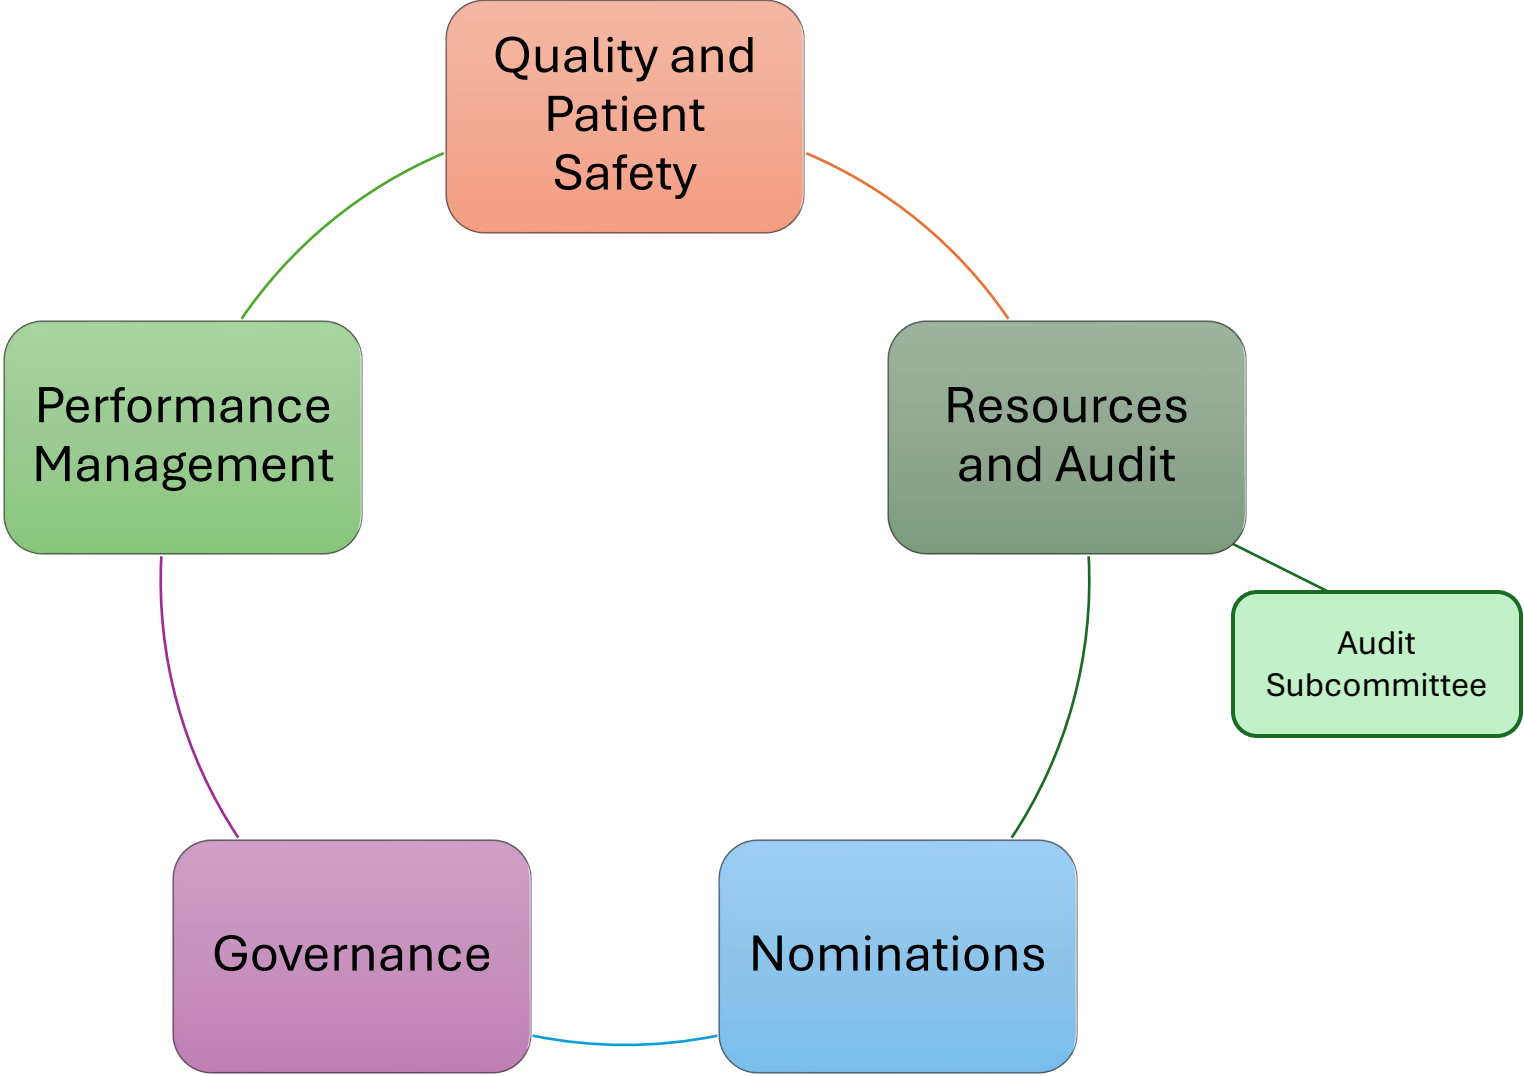 Quality and
Patient
Safety
Performance
Management
Resources
and Audit
Audit
Subcommittee
Governance
Nominations